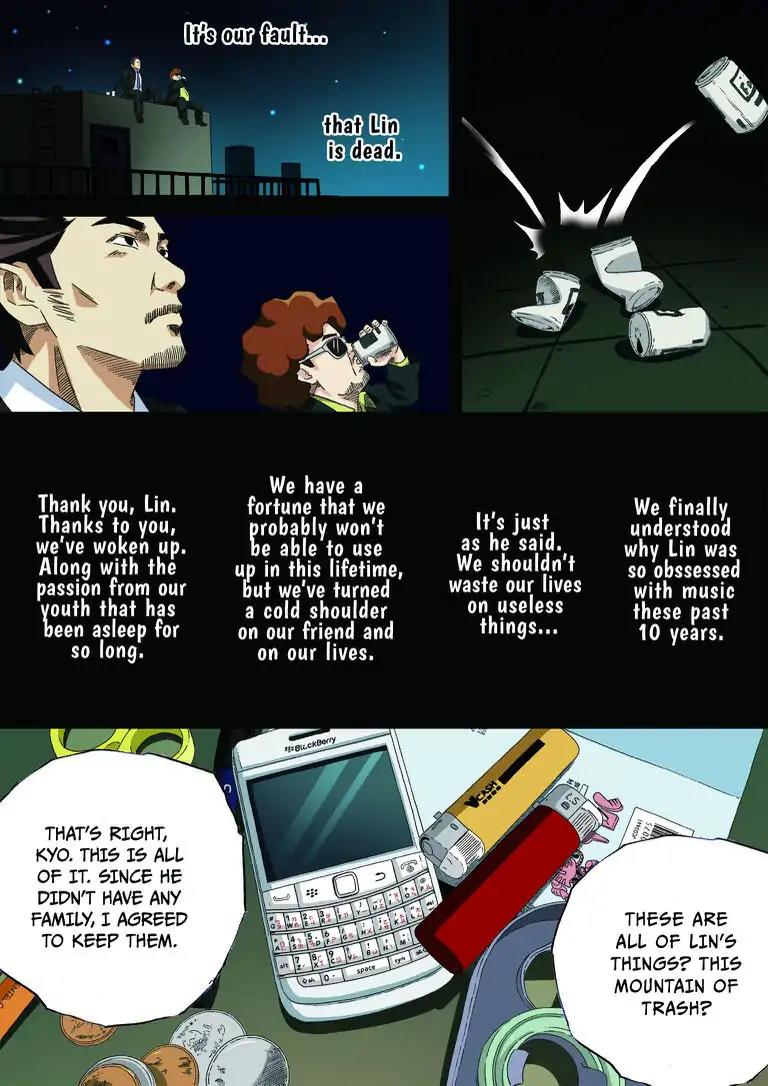 It's our fault...
that Lin
is dead.
We finally
understood
why Lin was
so obssessed
with music
these past
10 years.
It's just
as he said.
We shouldn't
waste our lives
on useless
things...
We have a
fortune that we
probably won't
be able to use
up in this lifetime,
but we've turned
a cold shoulder
on our friend and
on our lives.
Thank you, Lin.
Thanks to you,
we've woken up.
Along with the
passion from our
youth that has
been asleep for
so long.
THESE ARE
ALL OF LIN'S
THINGS? THIS
MOUNTAIN OF
TRASH?
THAT'S RIGHT,
KYO. THIS IS ALL
OF IT. SINCE HE
DIDN'T HAVE ANY
FAMILY, I AGREED
TO KEEP THEM.
BLackBerry
CASH
alt
space
sym